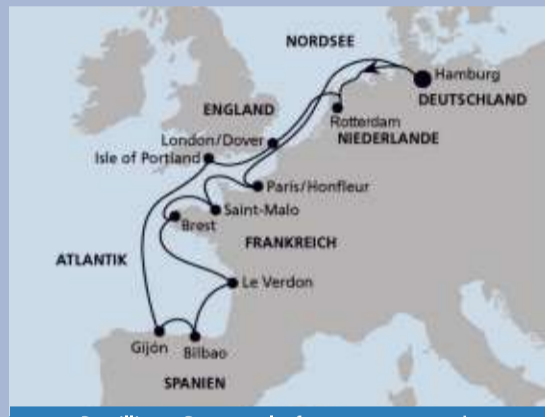 NORDSEE
Hamburg
DEUTSCHLAND
ENGLAND
Rotterdam
NIEDERLANDE
London/Dover
Isle of Portland
Paris/Honfleur
Saint-Malo
Brest
FRANKREICH
ATLANTIK
Le Verdon
Gijón
Bilbao
SPANIEN